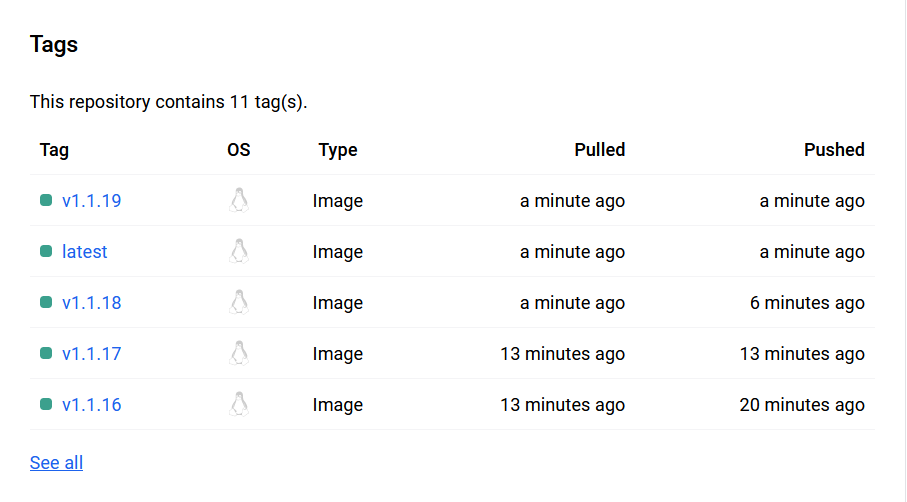 Tags
This repository contains 11 tag(s).
Tag OS Type Pulled Pushed
v1.1.19 Image a minute ago a minute ago
latest Image a minute ago a minute ago
v1.1.18 Image a minute ago 6 minutes ago
v1.1.17 Image 13 minutes ago 13 minutes ago
v1.1.16 Image 13 minutes ago 20 minutes ago
See all